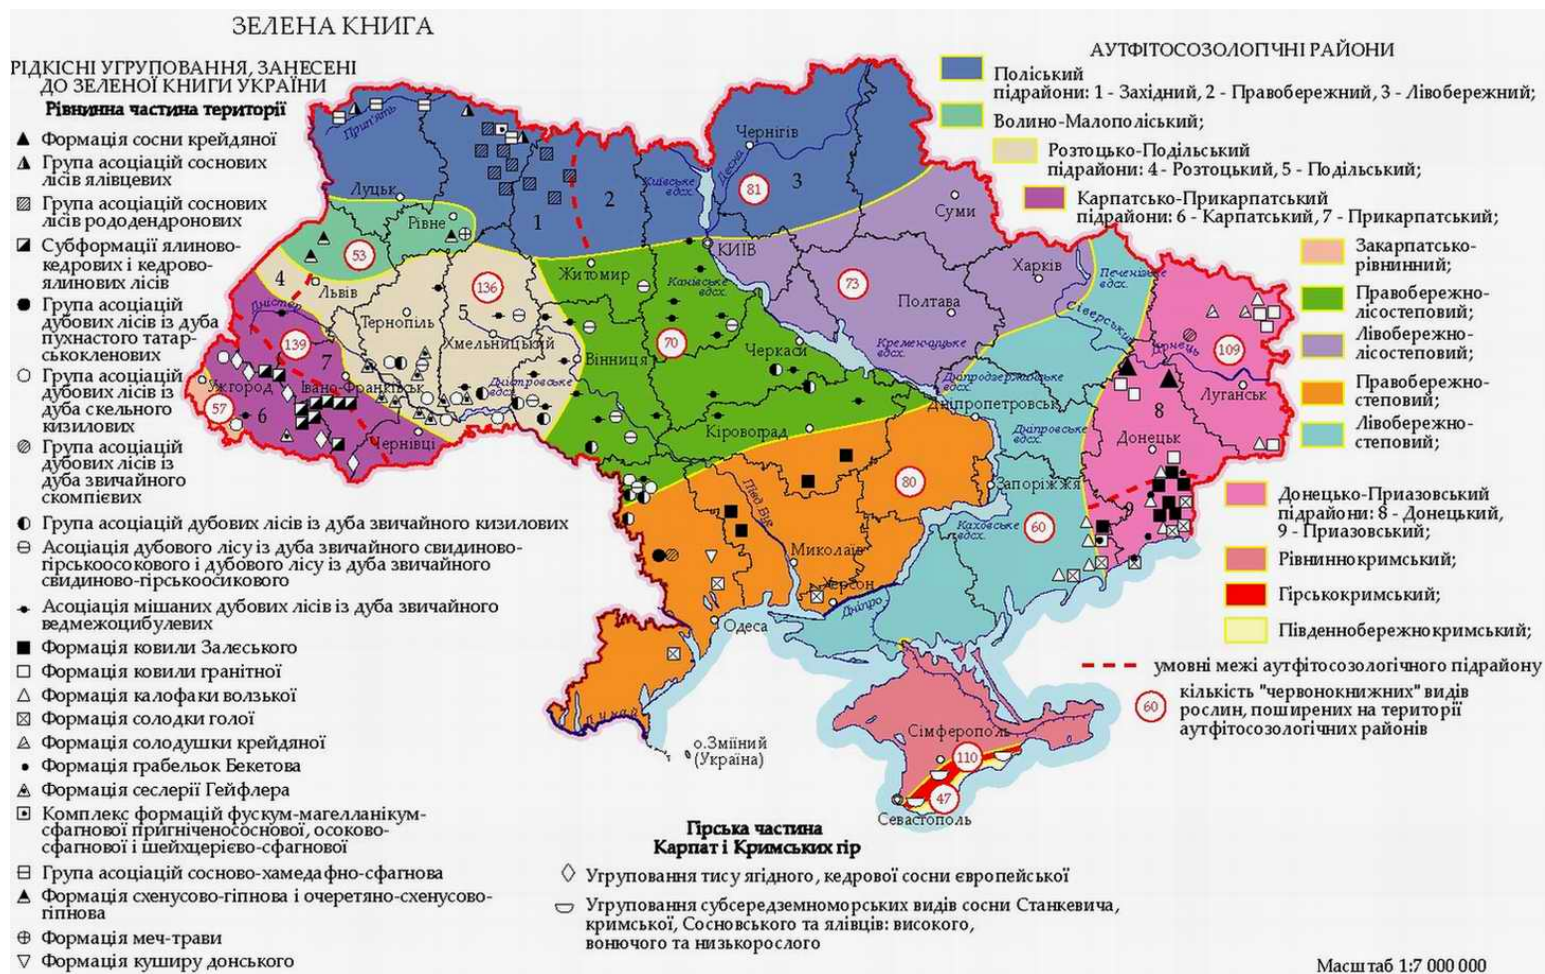 ЗЕЛЕНА КНИГА
РІДКІСНІ УГРУПОВАННЯ, ЗАНЕСЕНІ
ДО ЗЕЛЕНОЇ КНИГИ УКРАЇНИ
Рівнинна частина території
Формація сосни крейдяної
Група асоціацій соснових
лісів ялівцевих
Група асоціацій соснових
лісів рододендронових
Субформації ялиново-
кедрових і кедрово-
ялинових лісів
Група асоціацій
дубових лісів із дуба
пухнастого татар-
ськокленових
Група асоціацій
дубових лісів із
дуба скельного
кизилових
Група асоціацій
дубових лісів із
дуба звичайного
скомпієвих
Група асоціацій дубових лісів із дуба звичайного кизилових
Асоціація дубового лісу із дуба звичайного свидиново-
гірськоосокового і дубового лісу із дуба звичайного
свидиново-гірськоосикового
Асоціація мішаних дубових лісів із дуба звичайного
ведмежоцибулевих
Формація ковили Залєського
Формація ковили гранітної
Формація калофаки волзької
Формація солодки голої
Формація солодушки крейдяної
Формація грабельок Бекетова
Формація сеслерії Гейфлера
Комплекс формацій фускум-магелланікум-
сфагнової пригніченососнової, осоково-
сфагнової і шейхцерієво-сфагнової
Група асоціацій сосново-хамедафно-сфагнова
Формація схенусово-гіпнова і очеретяно-схенусово-
гіпнова
Формація меч-трави
Формація куширу донського
АУТФІТОСОЗОЛОГІЧНІ РАЙОНИ
Поліський
підрайони: 1 - Західний, 2 - Правобережний, 3 - Лівобережний;
Волино-Малополіський;
Розтоцько-Подільський
підрайони: 4 - Розтоцький, 5 - Подільський;
Карпатсько-Прикарпатський
підрайони: 6 - Карпатський, 7 - Прикарпатський;
Закарпатсько-
рівнинний;
Правобережно-
лісостеповий;
Лівобережно-
лісостеповий;
Правобережно-
степовий;
Лівобережно-
степовий;
Донецько-Приазовський
підрайони: 8 - Донецький,
9 - Приазовський;
Рівниннокримський;
Гірськокримський;
Південнобережнокримський;
умовні межі аутфітосозологічного підрайону
60
кількість "червонокнижних" видів
рослин, поширених на території
аутфітосозологічних районів
Прип'ять
Чернігів
Десна
Київське
вдсх.
81
3
2
1
Луцьк
Рівне
53
Суми
КИЇВ
Житомир
4
Львів
Дністер
136
5
Канівське
вдсх.
73
Харків
Печенізьке
вдсх.
Полтава
Сіверський
Донець
109
Тернопіль
Хмельницький
139
7
Вінниця
70
Черкаси
Кременчуцьке
вдсх.
Ужгород
57
6
Івано-Франківськ
Дністровське
вдсх.
Дніпродзержинське
вдсх.
Дніпропетровськ
Луганськ
8
Чернівці
Кіровоград
Дніпровське
вдсх.
Донецьк
80
Запоріжжя
Півд. Буг
Каховське
вдсх.
60
9
Миколаїв
Херсон
Дніпро
Одеса
Дунай
о.Зміїний
(Україна)
Сімферополь
110
47
Севастополь
Гірська частина
Карпат і Кримських гір
Угруповання тису ягідного, кедрової сосни європейської
Угруповання субсередземноморських видів сосни Станкевича,
кримської, Сосновського та ялівців: високого,
вонючого та низькорослого
Масштаб 1:7 000 000